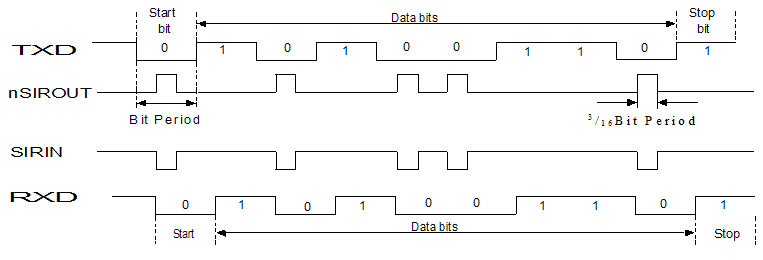 Start
bit
Data bits
Stop
bit
TXD
0 1 0 1 0 0 1 1 0 1
nSIROUT
Bit Period
3/16Bit Period
SIRIN
RXD
0 1 0 1 0 0 1 1 0 1
Start
Data bits
Stop